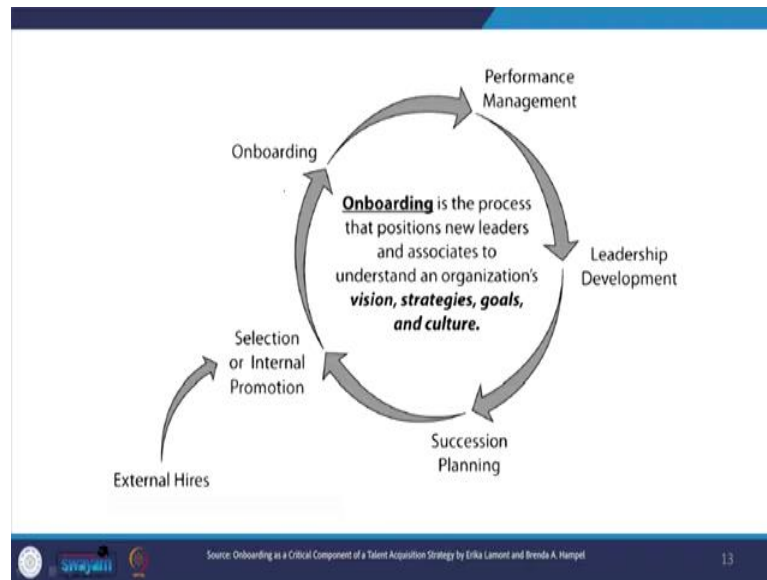 Performance
Management
Onboarding
Onboarding is the process
that positions new leaders
and associates to
understand an organization's
vision, strategies, goals,
and culture.
Leadership
Development
Selection
or Internal
Promotion
Succession
Planning
External Hires
swayam
Source: Onboarding as a Critical Component of a Talent Acquisition Strategy by Erika Lamont and Brenda A. Hampel
13